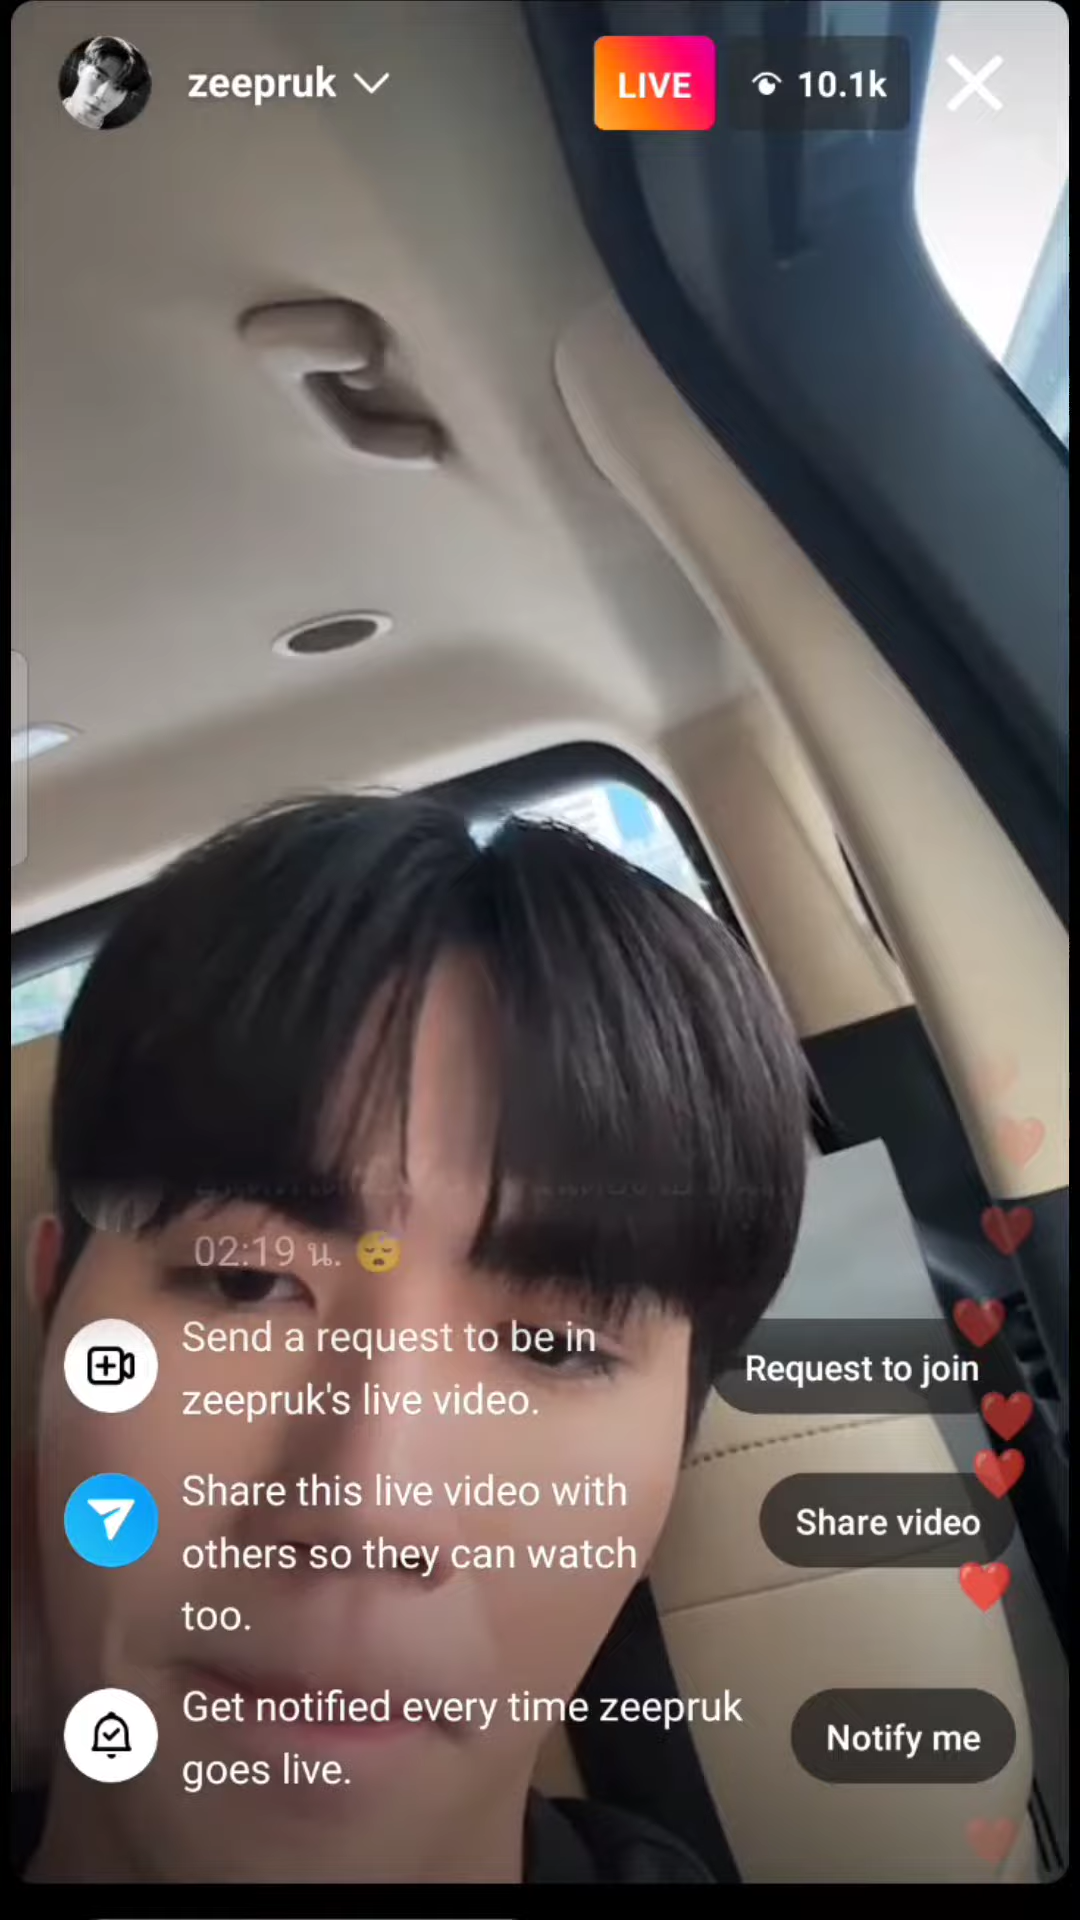 zeepruk
LIVE
10.1k
02:19 น. 😴
Send a request to be in
zeepruk's live video.
Request to join
Share this live video with
others so they can watch
too.
Share video
Get notified every time zeepruk
goes live.
Notify me